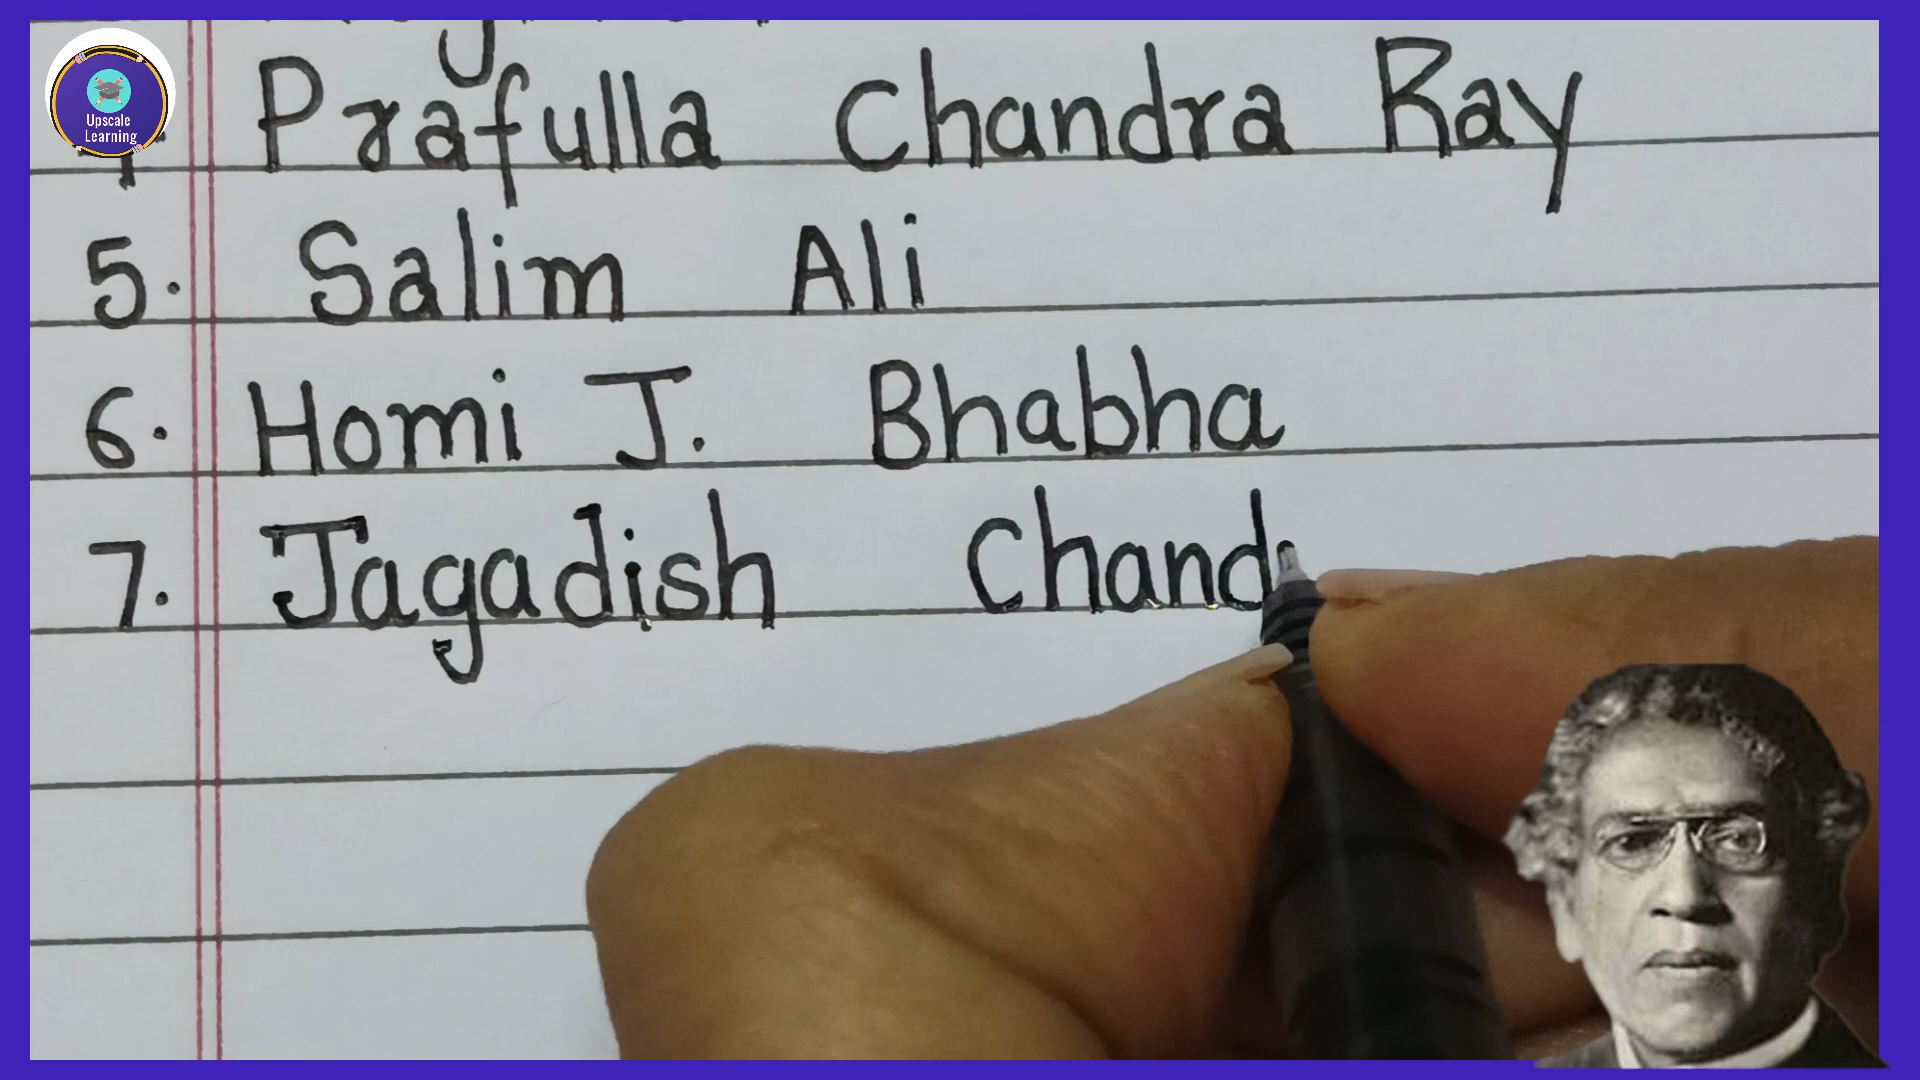 Upscale
Learning
Prafulla Chandra Ray
5. Salim Ali
6. Homi J. Bhabha
7. Jagadish Chand